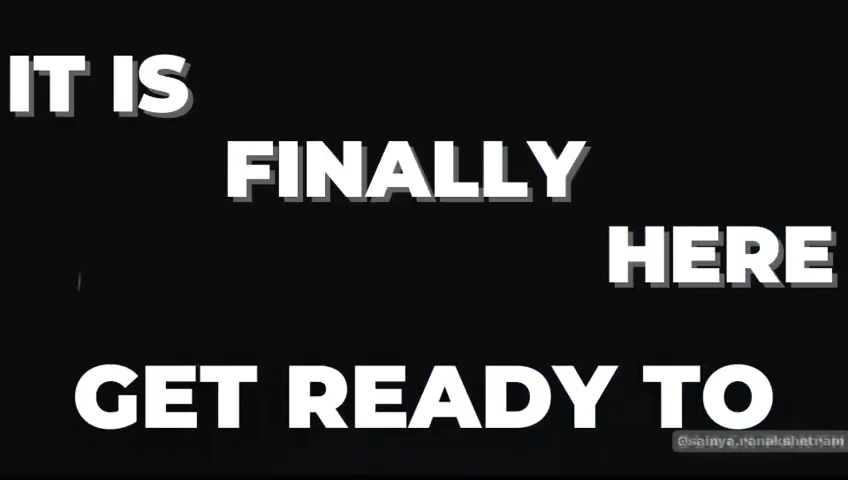 IT IS
FINALLY
HERE
GET READY TO
@sainya.ranakshetram